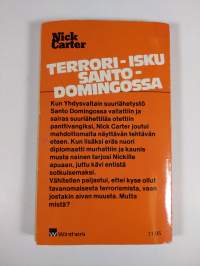 Nick
Carter
TERRORI-ISKU
SANTO-
DOMINGOSSA
Kun Yhdysvaltain suurlähetystö
Santo Domingossa vallattiin ja
sairas suurlähettiläs otettiin
panttivangiksi, Nick Carter joutui
mahdottomalta näyttävän tehtävän
eteen. Kun lisäksi eräs nuori
diplomaatti murhattiin ja kaunis
musta nainen tarjosi Nickille
apuaan, juttu kävi entistä
sotkuisemaksi.
Vähitellen paljastui, ettei kyse ollut
tavanomaisesta terrorismista, vaan
jostakin aivan muusta. Mutta
mistä?
Viihdeviikarit